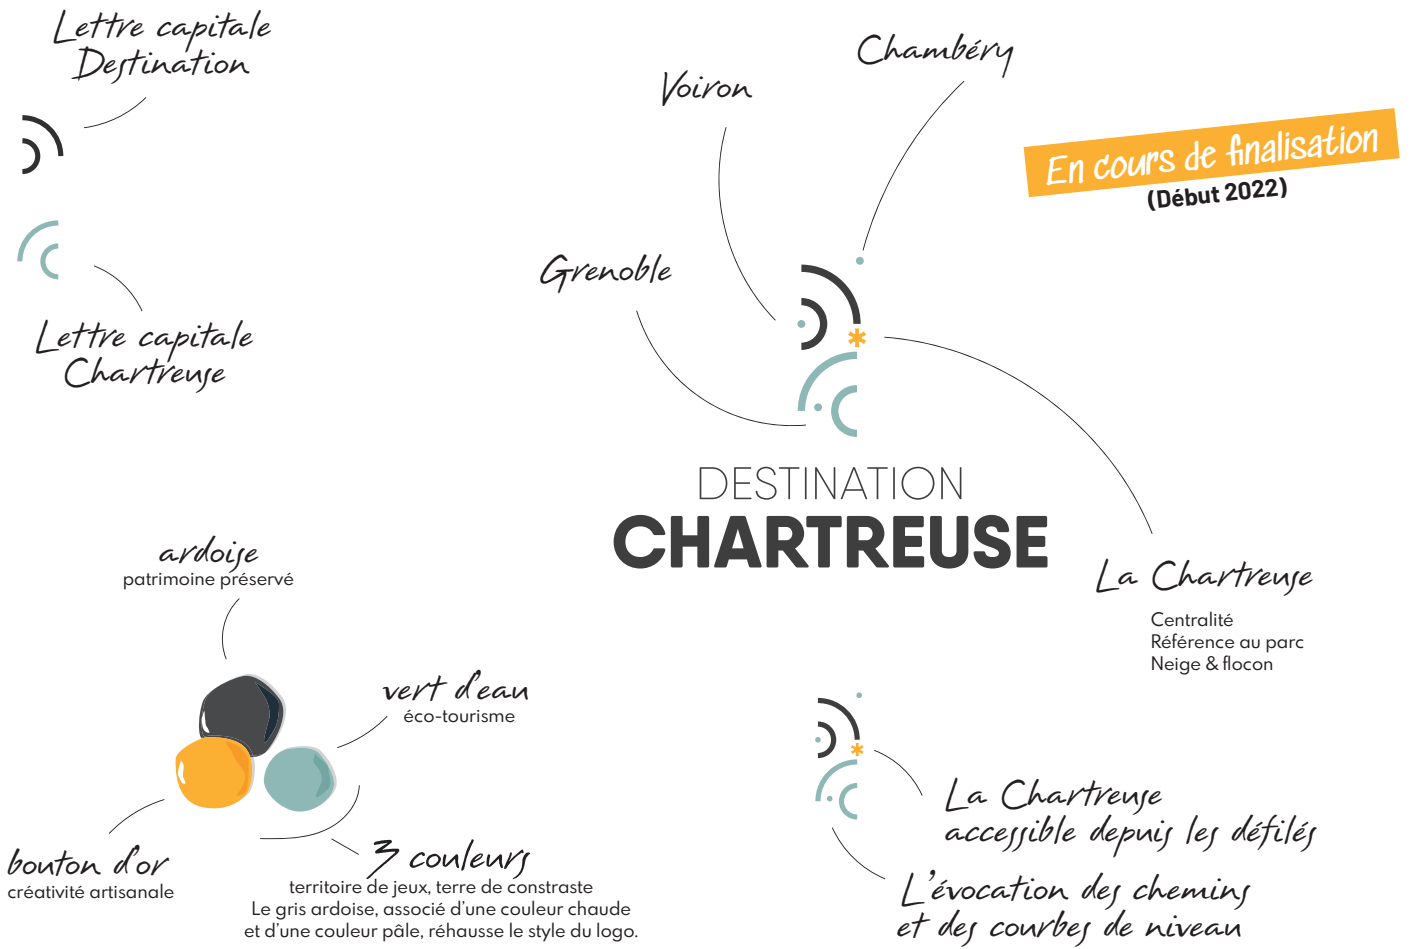 Lettre capitale
Destination
Lettre capitale
Chartreuse
Voiron
Chambéry
Grenoble
En cours de finalisation
(Début 2022)
DESTINATION
CHARTREUSE
La Chartreuse
Centralité
Référence au parc
Neige & flocon
ardoise
patrimoine préservé
vert d'eau
éco-tourisme
bouton d'or
créativité artisanale
3 couleurs
territoire de jeux, terre de constraste
Le gris ardoise, associé d'une couleur chaude
et d'une couleur pâle, réhausse le style du logo.
La Chartreuse
accessible depuis les défilés
L'évocation des chemins
et des courbes de niveau